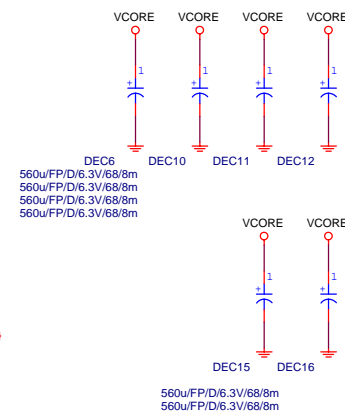 VCORE VCORE VCORE VCORE
+ 1 + 1 + 1 + 1
DEC6 DEC10 DEC11 DEC12
560u/FP/D/6.3V/68/8m
560u/FP/D/6.3V/68/8m
560u/FP/D/6.3V/68/8m
560u/FP/D/6.3V/68/8m
VCORE VCORE
+ 1 + 1
DEC15 DEC16
560u/FP/D/6.3V/68/8m
560u/FP/D/6.3V/68/8m